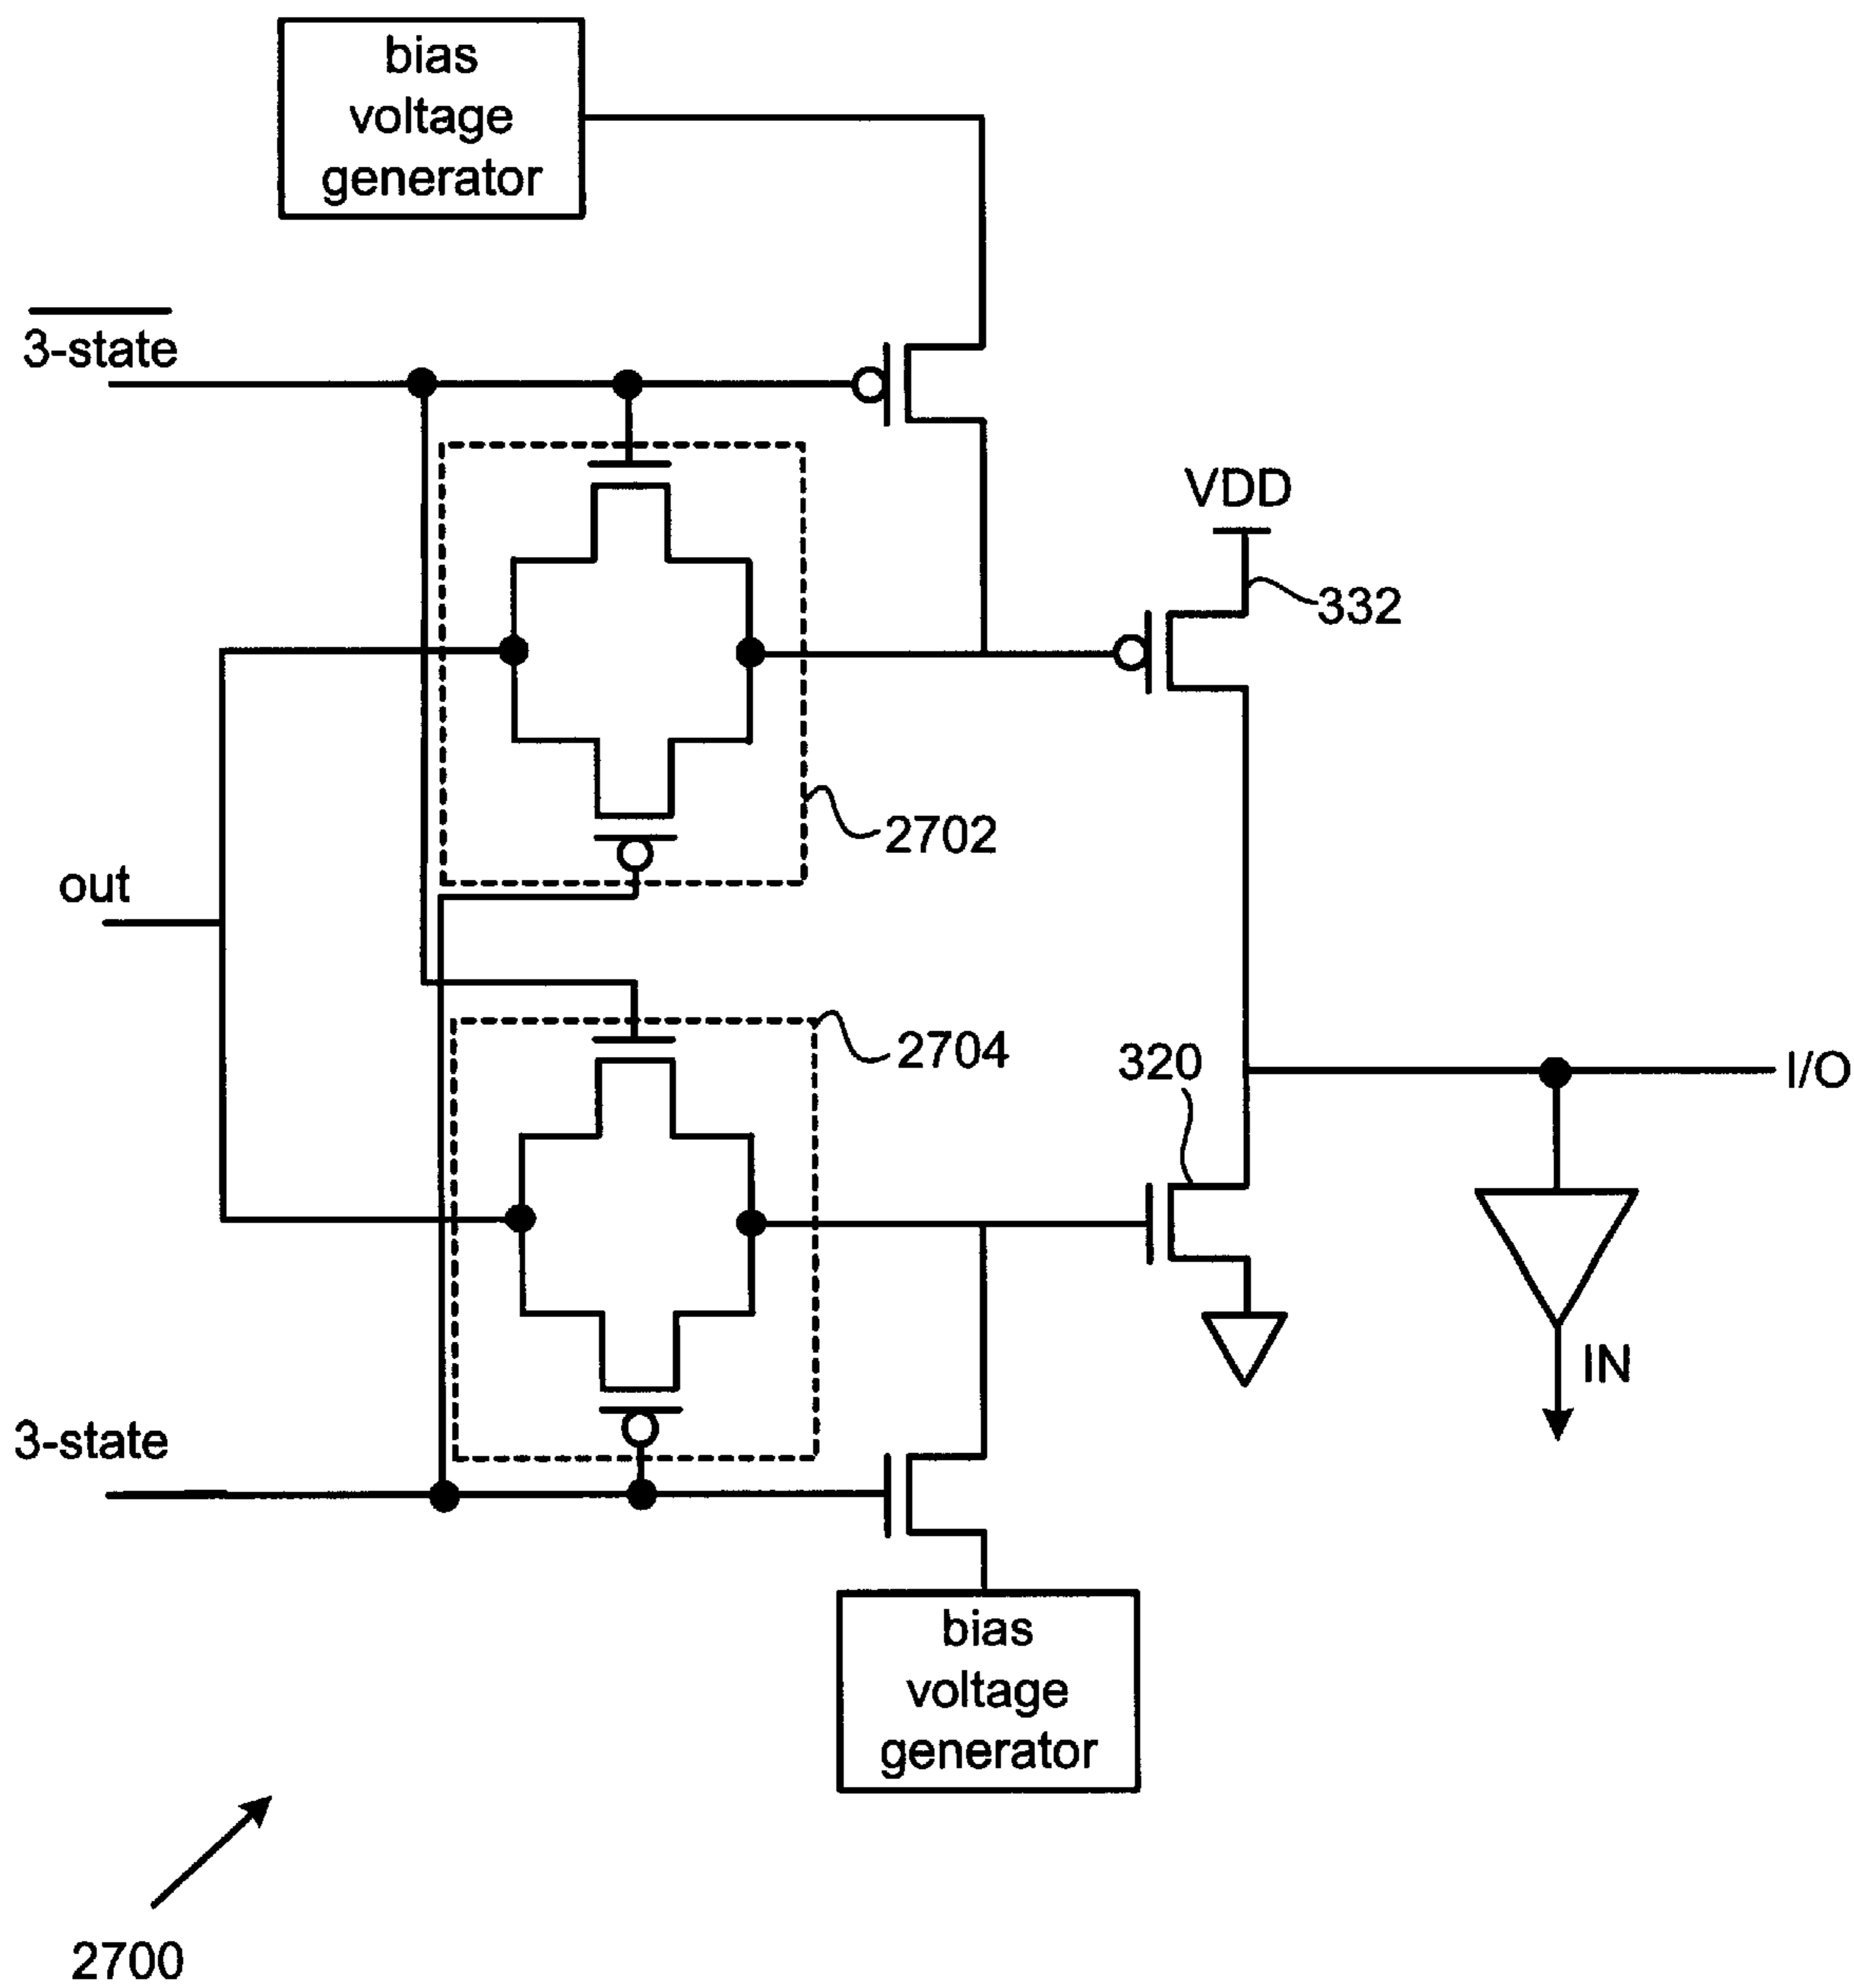 bias
voltage
generator
3-state
VDD
332
2702
out
2704
320
I/O
IN
3-state
bias
voltage
generator
2700